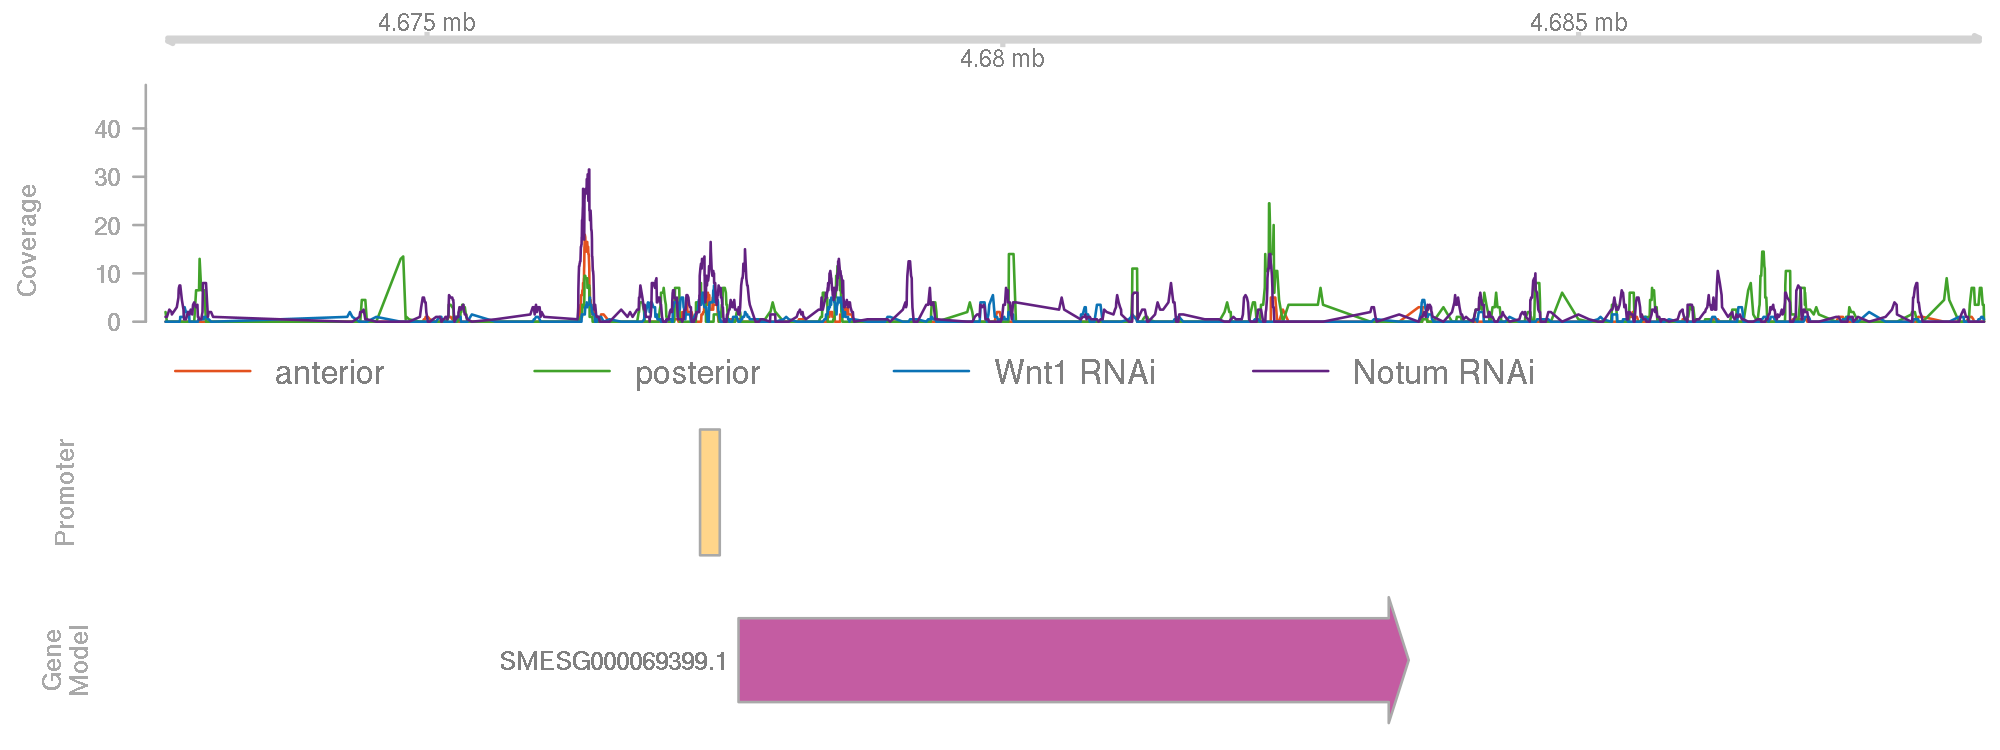 4.675 mb
4.685 mb
4.68 mb
Coverage
40
30
20
10
0
anterior posterior Wnt1 RNAi Notum RNAi
Promoter
Gene
Model
SMESG000069399.1